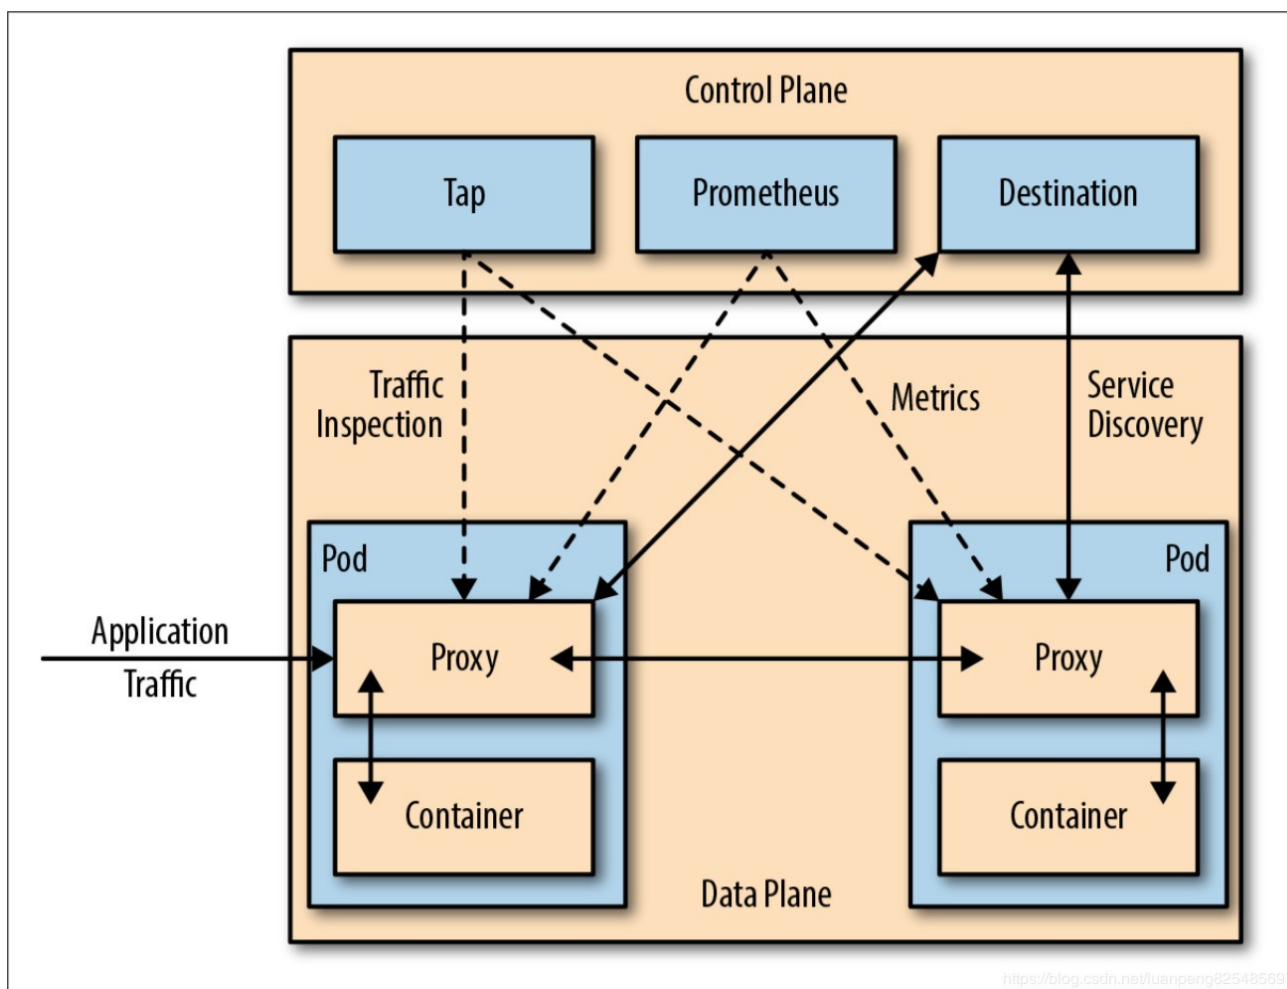 Control Plane
Tap
Prometheus
Destination
Traffic
Inspection
Metrics
Service
Discovery
Pod
Pod
Application
Traffic
Proxy
Proxy
Container
Container
Data Plane
https://blog.csdn.net/luanpeng82548569